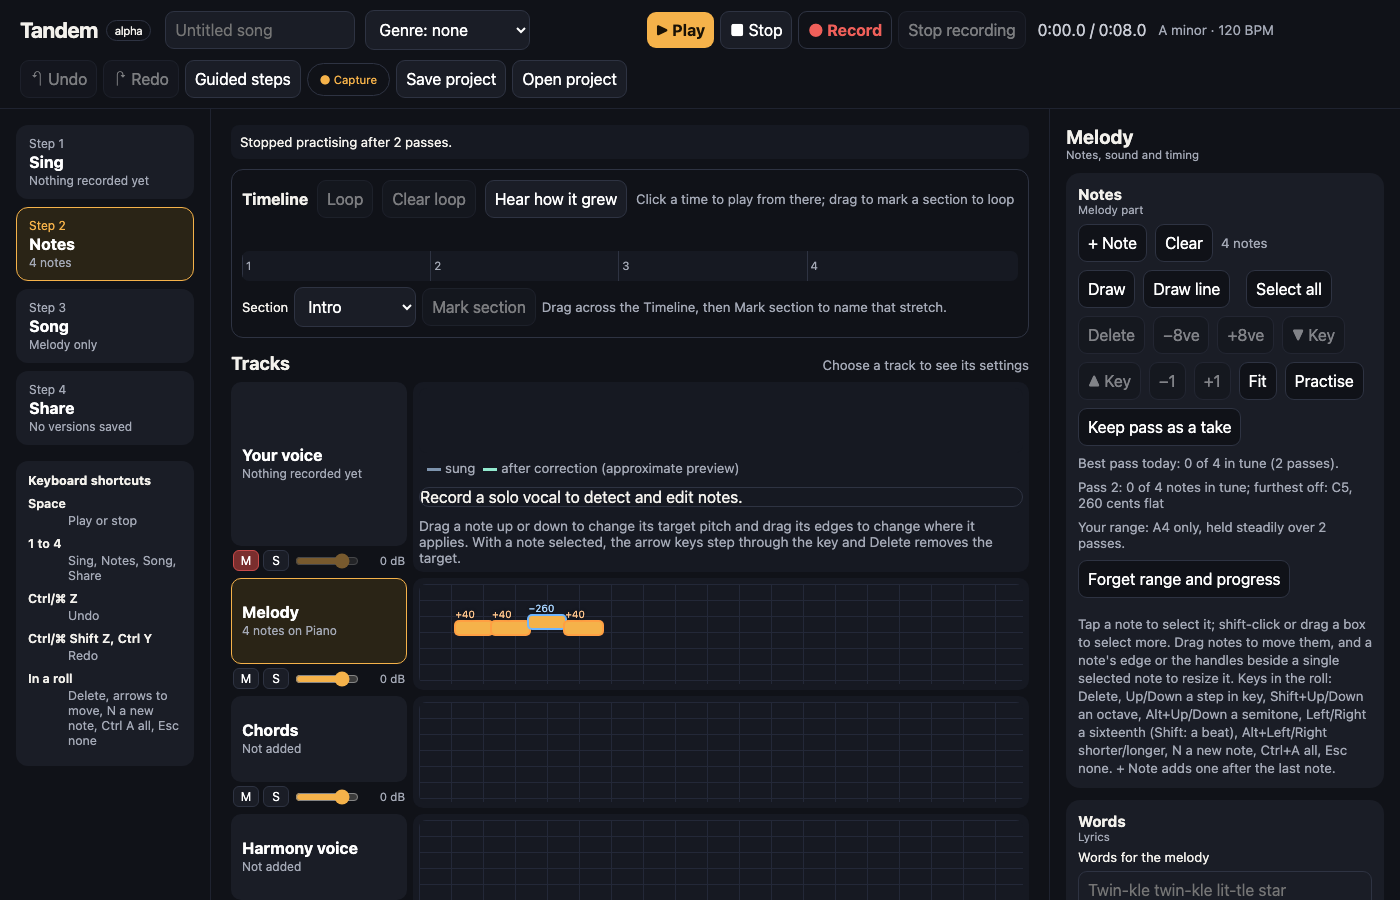 Tandem alpha Untitled song Genre: none Play Stop Record Stop recording 0:00.0 / 0:08.0 A minor · 120 BPM
Undo Redo Guided steps Capture Save project Open project
Step 1
Sing
Nothing recorded yet
Step 2
Notes
4 notes
Step 3
Song
Melody only
Step 4
Share
No versions saved
Keyboard shortcuts
Space
Play or stop
1 to 4
Sing, Notes, Song,
Share
Ctrl/⌘ Z
Undo
Ctrl/⌘ Shift Z, Ctrl Y
Redo
In a roll
Delete, arrows to
move, N a new
note, Ctrl A all, Esc
none
Stopped practising after 2 passes.
Timeline Loop Clear loop Hear how it grew Click a time to play from there; drag to mark a section to loop
1 2 3 4
Section Intro Mark section Drag across the Timeline, then Mark section to name that stretch.
Tracks Choose a track to see its settings
Your voice
Nothing recorded yet
M S 0 dB
sung after correction (approximate preview)
Record a solo vocal to detect and edit notes.
Drag a note up or down to change its target pitch and drag its edges to change where it
applies. With a note selected, the arrow keys step through the key and Delete removes the
target.
Melody
4 notes on Piano
M S 0 dB
+40 +40 −260 +40
Chords
Not added
M S 0 dB
Harmony voice
Not added
Melody
Notes, sound and timing
Notes
Melody part
+ Note Clear 4 notes
Draw Draw line Select all
Delete −8ve +8ve ▼ Key
▲ Key −1 +1 Fit Practise
Keep pass as a take
Best pass today: 0 of 4 in tune (2 passes).
Pass 2: 0 of 4 notes in tune; furthest off: C5,
260 cents flat
Your range: A4 only, held steadily over 2
passes.
Forget range and progress
Tap a note to select it; shift-click or drag a box
to select more. Drag notes to move them, and a
note's edge or the handles beside a single
selected note to resize it. Keys in the roll:
Delete, Up/Down a step in key, Shift+Up/Down
an octave, Alt+Up/Down a semitone, Left/Right
a sixteenth (Shift: a beat), Alt+Left/Right
shorter/longer, N a new note, Ctrl+A all, Esc
none. + Note adds one after the last note.
Words
Lyrics
Words for the melody
Twin-kle twin-kle lit-tle star